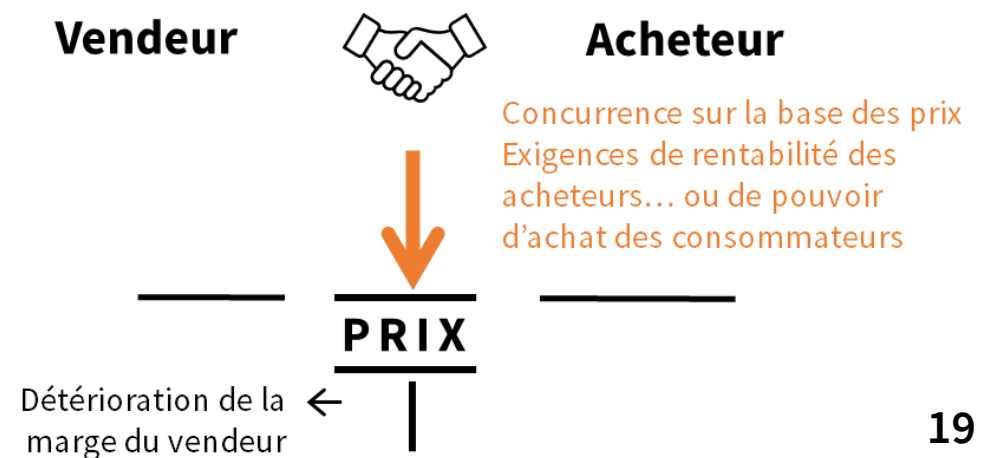 Vendeur
Acheteur
Concurrence sur la base des prix
Exigences de rentabilité des
acheteurs... ou de pouvoir
d'achat des consommateurs
PRIX
Détérioration de la
marge du vendeur
19